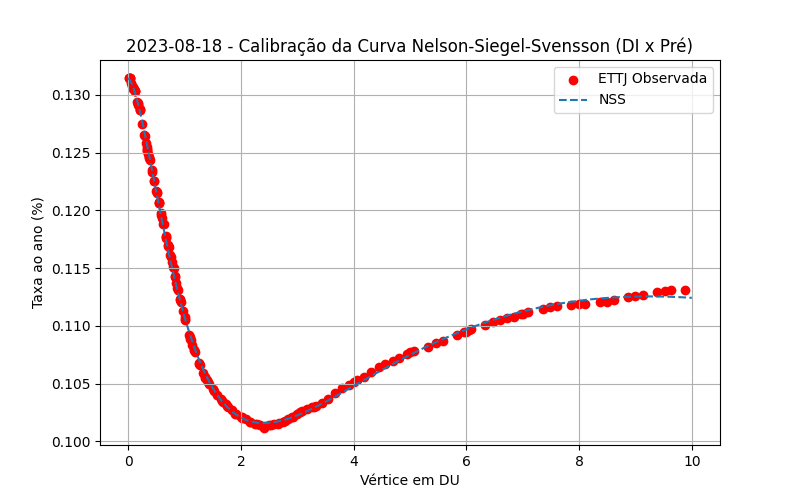 2023-08-18 - Calibração da Curva Nelson-Siegel-Svensson (DI x Pré)
ETTJ Observada
NSS
Taxa ao ano (%)
0.130
0.125
0.120
0.115
0.110
0.105
0.100
0 2 4 6 8 10
Vértice em DU